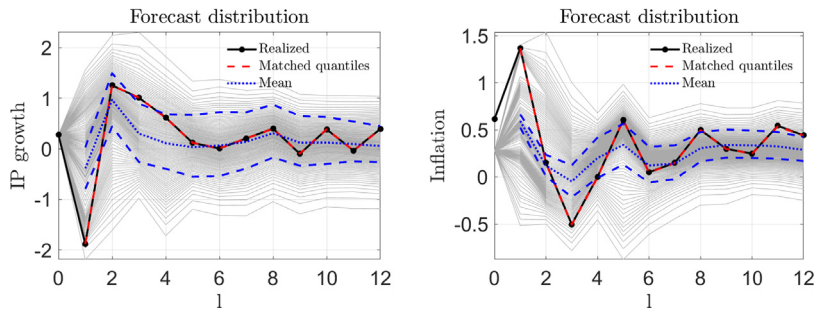 Forecast distribution
Realized
Matched quantiles
Mean
IP growth
2
1
0
-1
-2
0 2 4 6 8 10 12
l
Forecast distribution
Realized
Matched quantiles
Mean
Inflation
1.5
1
0.5
0
-0.5
0 2 4 6 8 10 12
l